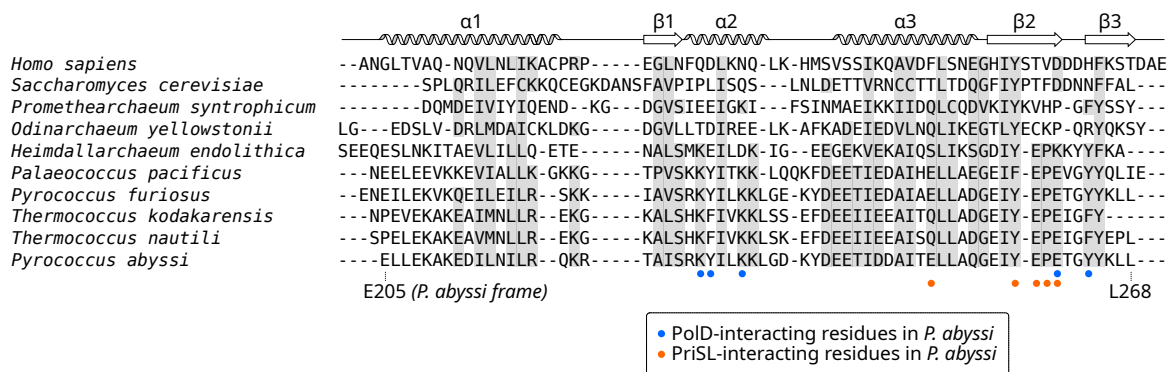 α1 β1 α2 α3 β2 β3
Homo sapiens --ANGLTVAQ-NQVLNLIKACPRP-----EGLNFQDLKNQ-LK-HMSVSSIKQAVDFLSNEGHIYSTVDDDHFKSTDAE
Saccharomyces cerevisiae --------SPLQRILEFCKKQCEGKDANSFAVPIPLISQS---LNLDETTVRNCCTTLTDQGFIYPTFDDNNFFAL---
Promethearchaeum syntrophicum --------DQMDEIVIYIQEND--KG---DGVSIEEIGKI---FSINMAEIKKIIDQLCQDVKIYKVHP-GFYSSY---
Odinarchaeum yellowstonii LG---EDSLV-DRLMDAICKLDKG-----DGVLLTDIREE-LK-AFKADEIEDVLNQLIKEGTLYECKP-QRYQKSY--
Heimdallarchaeum endolithica SEEQESLNKITAEVLILLQ-ETE-----NALSMKEILDK-IG--EEGEKVEKAIQSLIKSGDIY-EPKKYYFKA----
Palaeococcus pacificus ---NEELEEVKKEVIALLK-GKKG-----TPVSKKYITKK-LQQKFDEETIDAIHELLAEGEIF-EPEVGYYQLIE-
Pyrococcus furiosus --ENEILEKVKQEILILLR---SKK-----IAVSRKYILKKLGE-KYDEETIDAIHELLADGEIY-EPETGYYKLL--
Thermococcus kodakarensis ---NPEVEKAKEAIMNLLR--EKG-----KALSHKFIVKKLSS-EFDEEIIEEAITQLLADGEIY-EPEIGFY-----
Thermococcus nautili ---SPELEKAKEAVMNLLR--EKG-----KALSHKFIVKKLSK-EFDEEIIEEAISQLLADGEIY-EPEIGFYEPL--
Pyrococcus abyssi ----ELLEKAKEDILNILR--QKR-----TAISRKYILKKLGD-KYDEETIDDAITELLAQGEIY-EPETGYYKLL--
E205 (P. abyssi frame) L268
PolD-interacting residues in P. abyssi
PriSL-interacting residues in P. abyssi